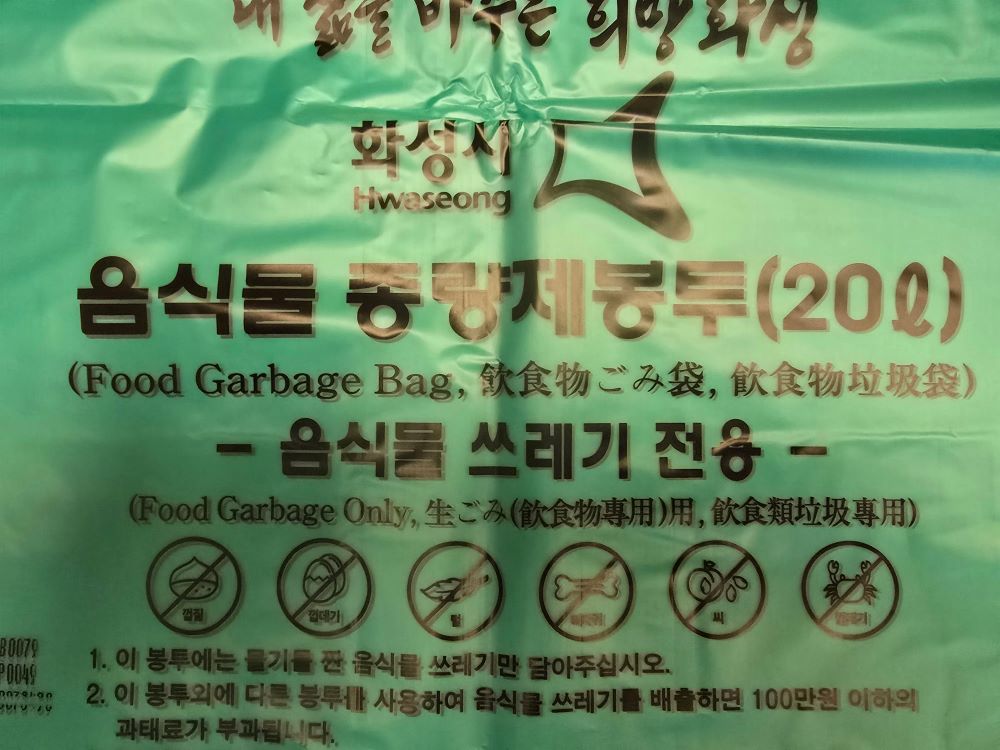 내 삶을 바꾸는 희망화성
화성시
Hwaseong
음식물 종량제봉투(20ℓ)
(Food Garbage Bag, 飮食物ごみ袋, 飮食物垃圾袋)
- 음식물 쓰레기 전용 -
(Food Garbage Only, 生ごみ(飮食物專用)用, 飮食類垃圾專用)
껍질 껍데기 털 씨
1. 이 봉투에는 물기를 짠 음식물 쓰레기만 담아주십시오.
2. 이 봉투외에 다른 봉투를 사용하여 음식물 쓰레기를 배출하면 100만원 이하의
과태료가 부과됩니다.
B0079
P0049